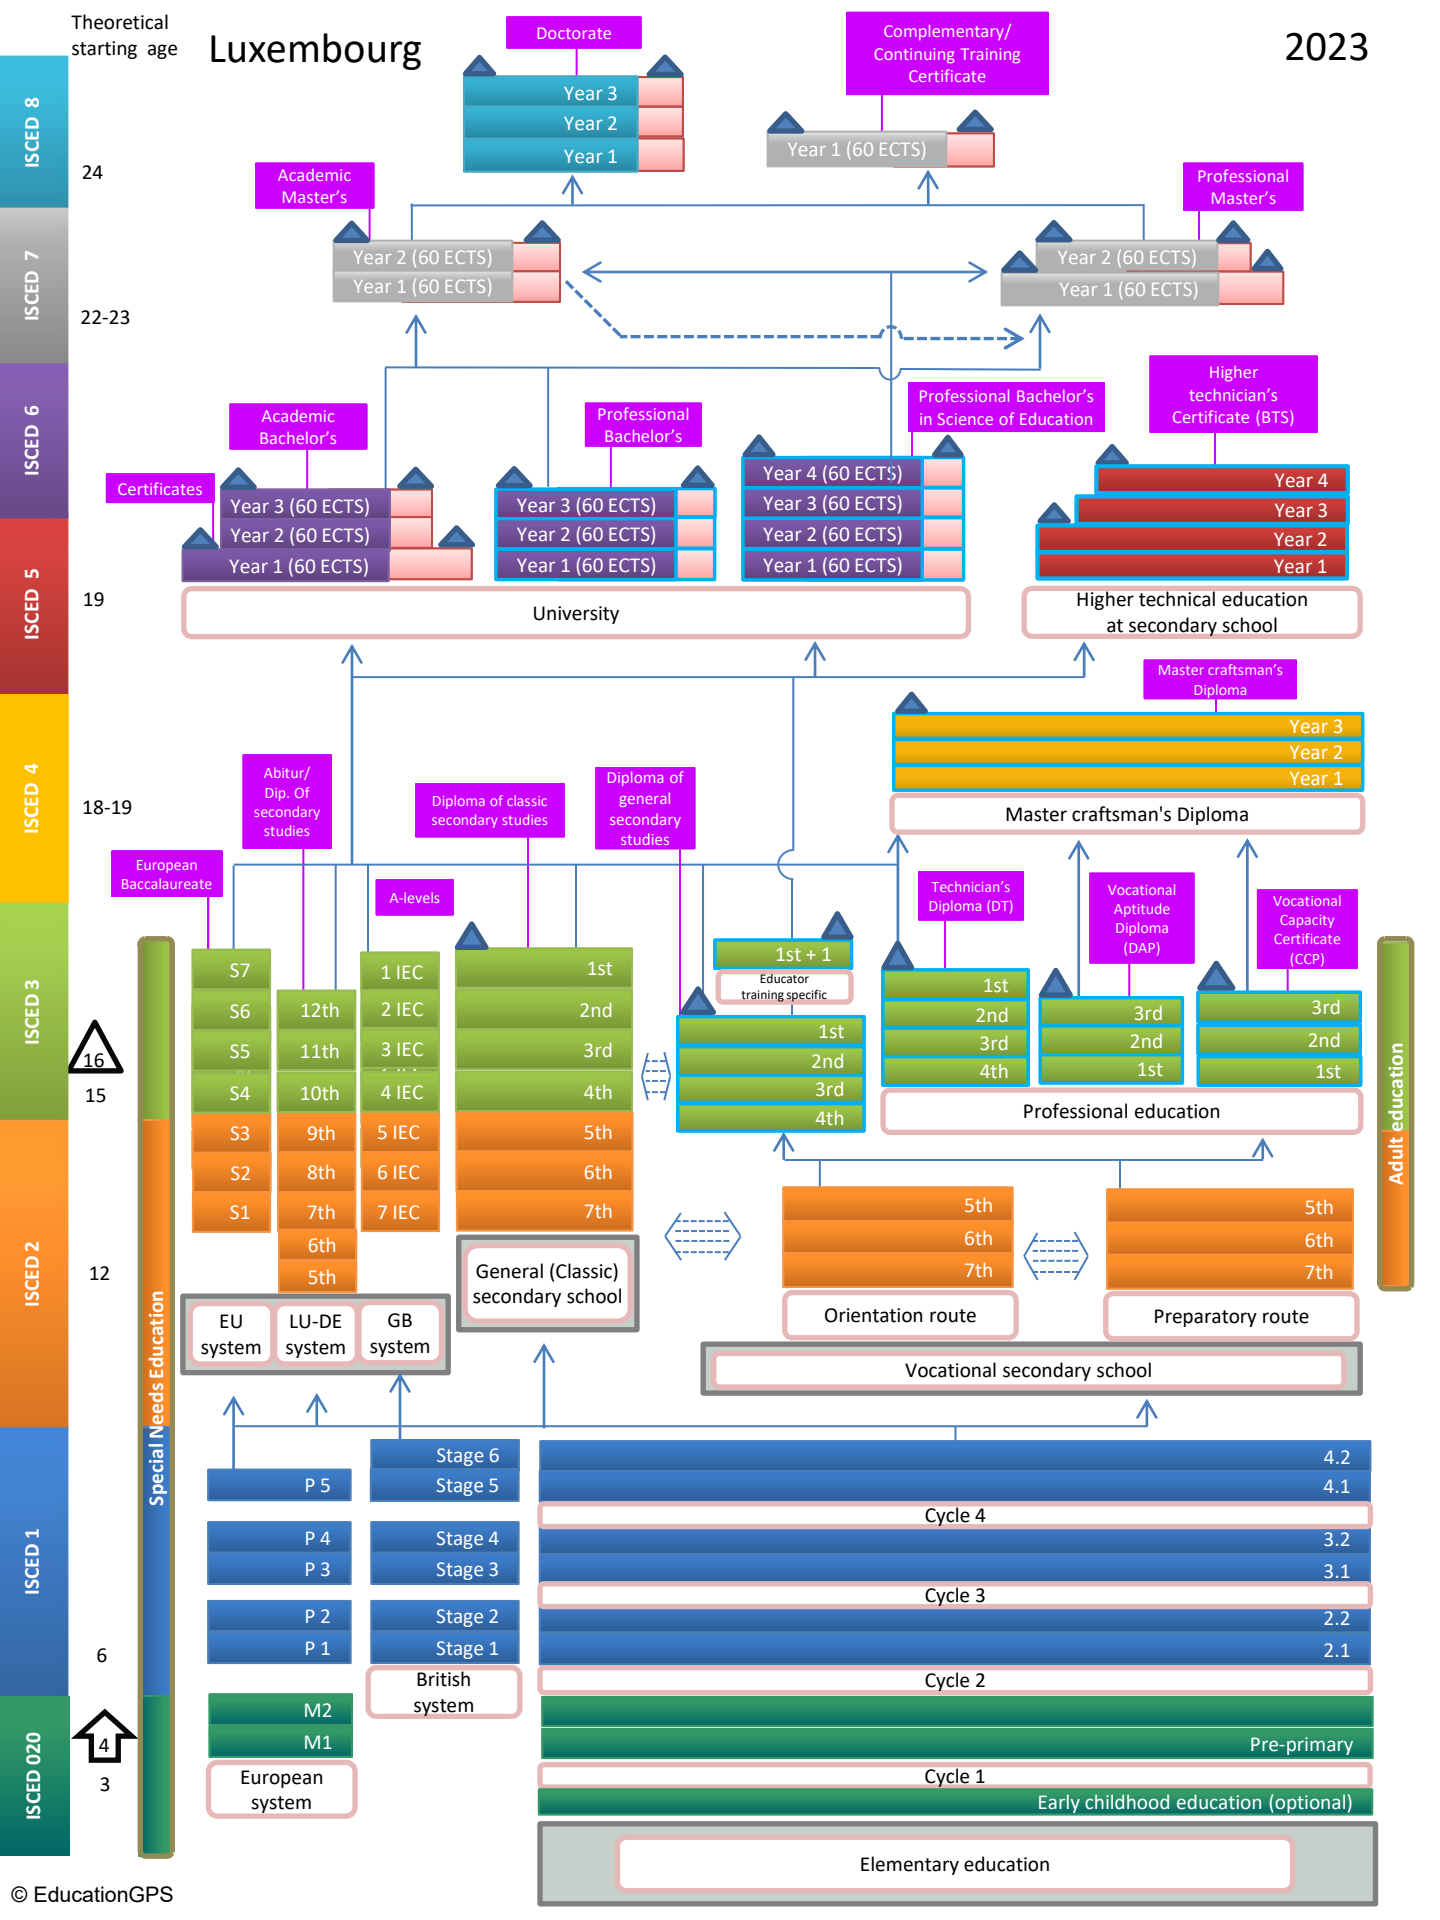 Theoretical
starting age
Luxembourg
2023
Doctorate
Complementary/
Continuing Training
Certificate
ISCED 8
Year 3
Year 2
Year 1
Year 1 (60 ECTS)
24
Academic
Master's
Professional
Master's
ISCED 7
Year 2 (60 ECTS)
Year 1 (60 ECTS)
Year 2 (60 ECTS)
Year 1 (60 ECTS)
22-23
ISCED 6
Academic
Bachelor's
Professional
Bachelor's
Professional Bachelor's
in Science of Education
Higher
technician's
Certificate (BTS)
Certificates
Year 3 (60 ECTS)
Year 2 (60 ECTS)
Year 1 (60 ECTS)
Year 3 (60 ECTS)
Year 2 (60 ECTS)
Year 1 (60 ECTS)
Year 4 (60 ECTS)
Year 3 (60 ECTS)
Year 2 (60 ECTS)
Year 1 (60 ECTS)
Year 4
Year 3
Year 2
Year 1
ISCED 5
19
University
Higher technical education
at secondary school
Master craftsman's
Diploma
ISCED 4
Year 3
Year 2
Year 1
18-19
Master craftsman's Diploma
Abitur/
Dip. Of
secondary
studies
Diploma of classic
secondary studies
Diploma of
general
secondary
studies
European
Baccalaureate
A-levels
Technician's
Diploma (DT)
Vocational
Aptitude
Diploma
(DAP)
Vocational
Capacity
Certificate
(CCP)
ISCED 3
16
15
S7
S6
S5
S4
S3
S2
S1
12th
11th
10th
9th
8th
7th
6th
5th
1 IEC
2 IEC
3 IEC
4 IEC
5 IEC
6 IEC
7 IEC
1st
2nd
3rd
4th
5th
6th
7th
1st + 1
Educator
training specific
1st
2nd
3rd
4th
1st
2nd
3rd
4th
3rd
2nd
1st
3rd
2nd
1st
Professional education
Adult education
ISCED 2
12
5th
6th
7th
5th
6th
7th
EU
system
LU-DE
system
GB
system
General (Classic)
secondary school
Orientation route
Preparatory route
Vocational secondary school
Special Needs Education
ISCED 1
6
P 5
P 4
P 3
P 2
P 1
Stage 6
Stage 5
Stage 4
Stage 3
Stage 2
Stage 1
British
system
4.2
4.1
Cycle 4
3.2
3.1
Cycle 3
2.2
2.1
Cycle 2
ISCED 020
4
3
M2
M1
European
system
Pre-primary
Cycle 1
Early childhood education (optional)
Elementary education
© EducationGPS